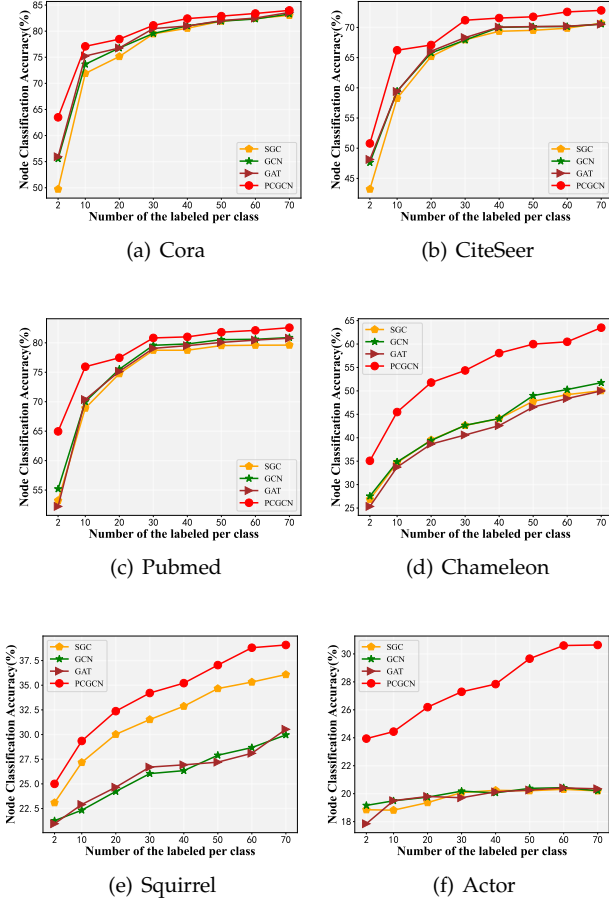 85
80
75
70
65
60
55
50
Node Classification Accuracy(%)
SGC
GCN
GAT
PCGCN
2 10 20 30 40 50 60 70
Number of the labeled per class
(a) Cora
70
65
60
55
50
45
Node Classification Accuracy(%)
SGC
GCN
GAT
PCGCN
2 10 20 30 40 50 60 70
Number of the labeled per class
(b) CiteSeer
80
75
70
65
60
55
Node Classification Accuracy(%)
SGC
GCN
GAT
PCGCN
2 10 20 30 40 50 60 70
Number of the labeled per class
(c) Pubmed
65
60
55
50
45
40
35
30
25
Node Classification Accuracy(%)
SGC
GCN
GAT
PCGCN
2 10 20 30 40 50 60 70
Number of the labeled per class
(d) Chameleon
37.5
35.0
32.5
30.0
27.5
25.0
22.5
Node Classification Accuracy(%)
SGC
GCN
GAT
PCGCN
2 10 20 30 40 50 60 70
Number of the labeled per class
(e) Squirrel
30
28
26
24
22
20
18
Node Classification Accuracy(%)
SGC
GCN
GAT
PCGCN
2 10 20 30 40 50 60 70
Number of the labeled per class
(f) Actor